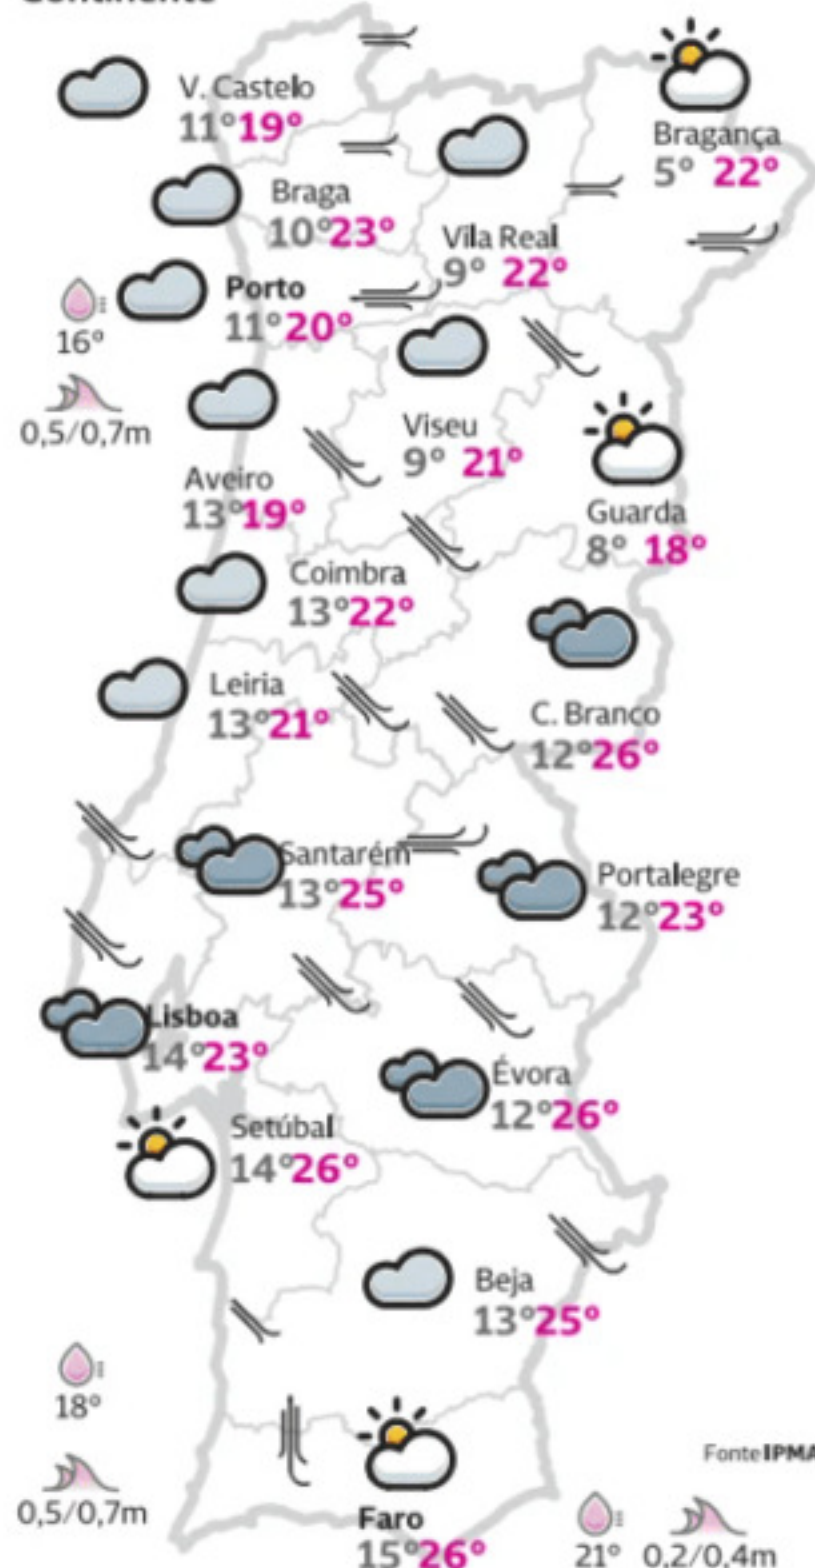 Continente
V. Castelo
11° 19°
Bragança
5° 22°
Braga
10° 23°
Vila Real
9° 22°
Porto
11° 20°
16°
0,5/0,7m
Viseu
9° 21°
Aveiro
13° 19°
Guarda
8° 18°
Coimbra
13° 22°
Leiria
13° 21°
C. Branco
12° 26°
Santarém
13° 25°
Portalegre
12° 23°
Lisboa
14° 23°
Évora
12° 26°
Setúbal
14° 26°
Beja
13° 25°
18°
0,5/0,7m
Fonte IPMA
Faro
15° 26°
21° 0,2/0,4m